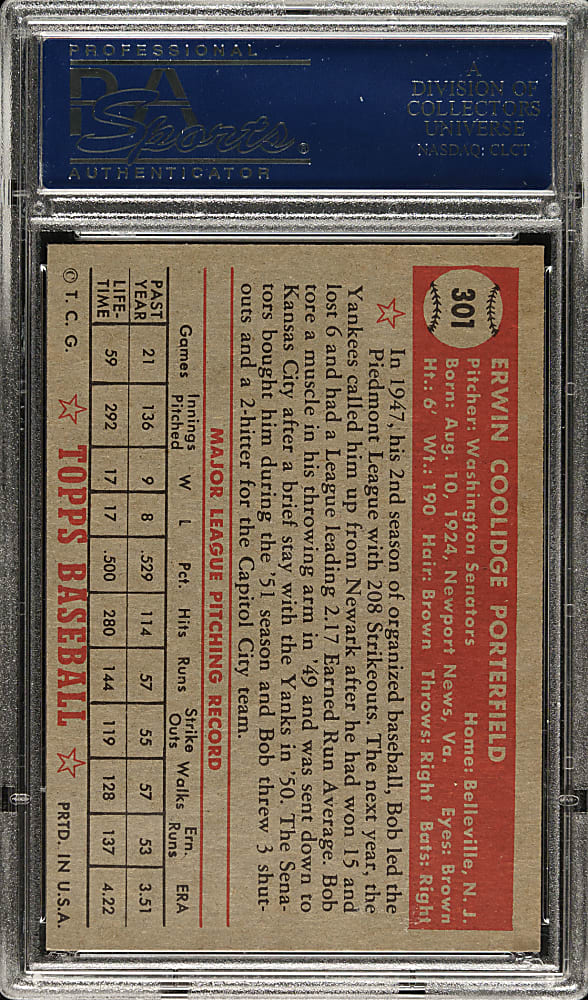 PROFESSIONAL
PSA
Sports®
AUTHENTICATOR
A
DIVISION OF
COLLECTORS
UNIVERSE
NASDAQ: CLCT
301
ERWIN COOLIDGE PORTERFIELD
Pitcher: Washington Senators Home: Belleville, N. J.
Born: Aug. 10, 1924, Newport News, Va. Eyes: Brown
Ht.: 6' Wt.: 190 Hair: Brown Throws: Right Bats: Right
In 1947, his 2nd season of organized baseball, Bob led the
Piedmont League with 208 Strikeouts. The next year, the
Yankees called him up from Newark after he had won 15 and
lost 6 and had a League leading 2.17 Earned Run Average. Bob
tore a muscle in his throwing arm in '49 and was sent down to
Kansas City after a brief stay with the Yanks in '50. The Sena-
tors bought him during the '51 season and Bob threw 3 shut-
outs and a 2-hitter for the Capitol City team.
MAJOR LEAGUE PITCHING RECORD
Games Innings Pitched W L Pct. Hits Runs Strike Outs Walks Ern. Runs ERA
PAST YEAR 21 136 9 8 .529 114 57 55 57 53 3.51
LIFE-TIME 59 292 17 17 .500 280 144 119 128 137 4.22
© T. C. G. TOPPS BASEBALL PRTD. IN U.S.A.